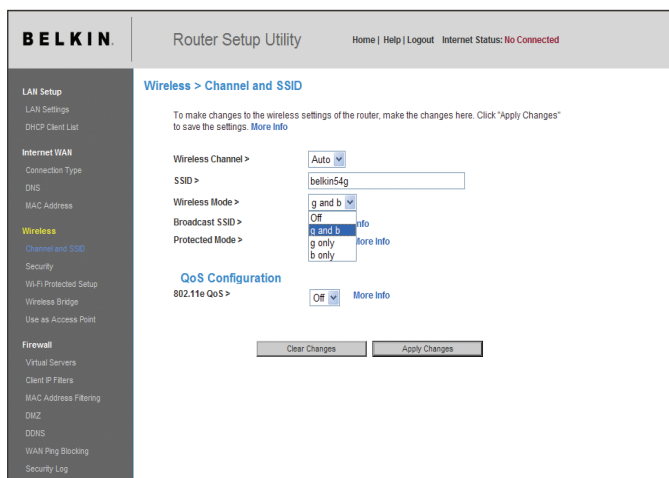 BELKIN.
Router Setup Utility
Home | Help | Logout Internet Status: No Connected
LAN Setup
LAN Settings
DHCP Client List
Internet WAN
Connection Type
DNS
MAC Address
Wireless
Channel and SSID
Security
Wi-Fi Protected Setup
Wireless Bridge
Use as Access Point
Firewall
Virtual Servers
Client IP Filters
MAC Address Filtering
DMZ
DDNS
WAN Ping Blocking
Security Log
Wireless > Channel and SSID
To make changes to the wireless settings of the router, make the changes here. Click "Apply Changes"
to save the settings. More Info
Wireless Channel > Auto
SSID > belkin54g
Wireless Mode > g and b
Off
g and b
g only
b only
Broadcast SSID > nfo
Protected Mode > More Info
QoS Configuration
802.11e QoS > Off More Info
Clear Changes Apply Changes